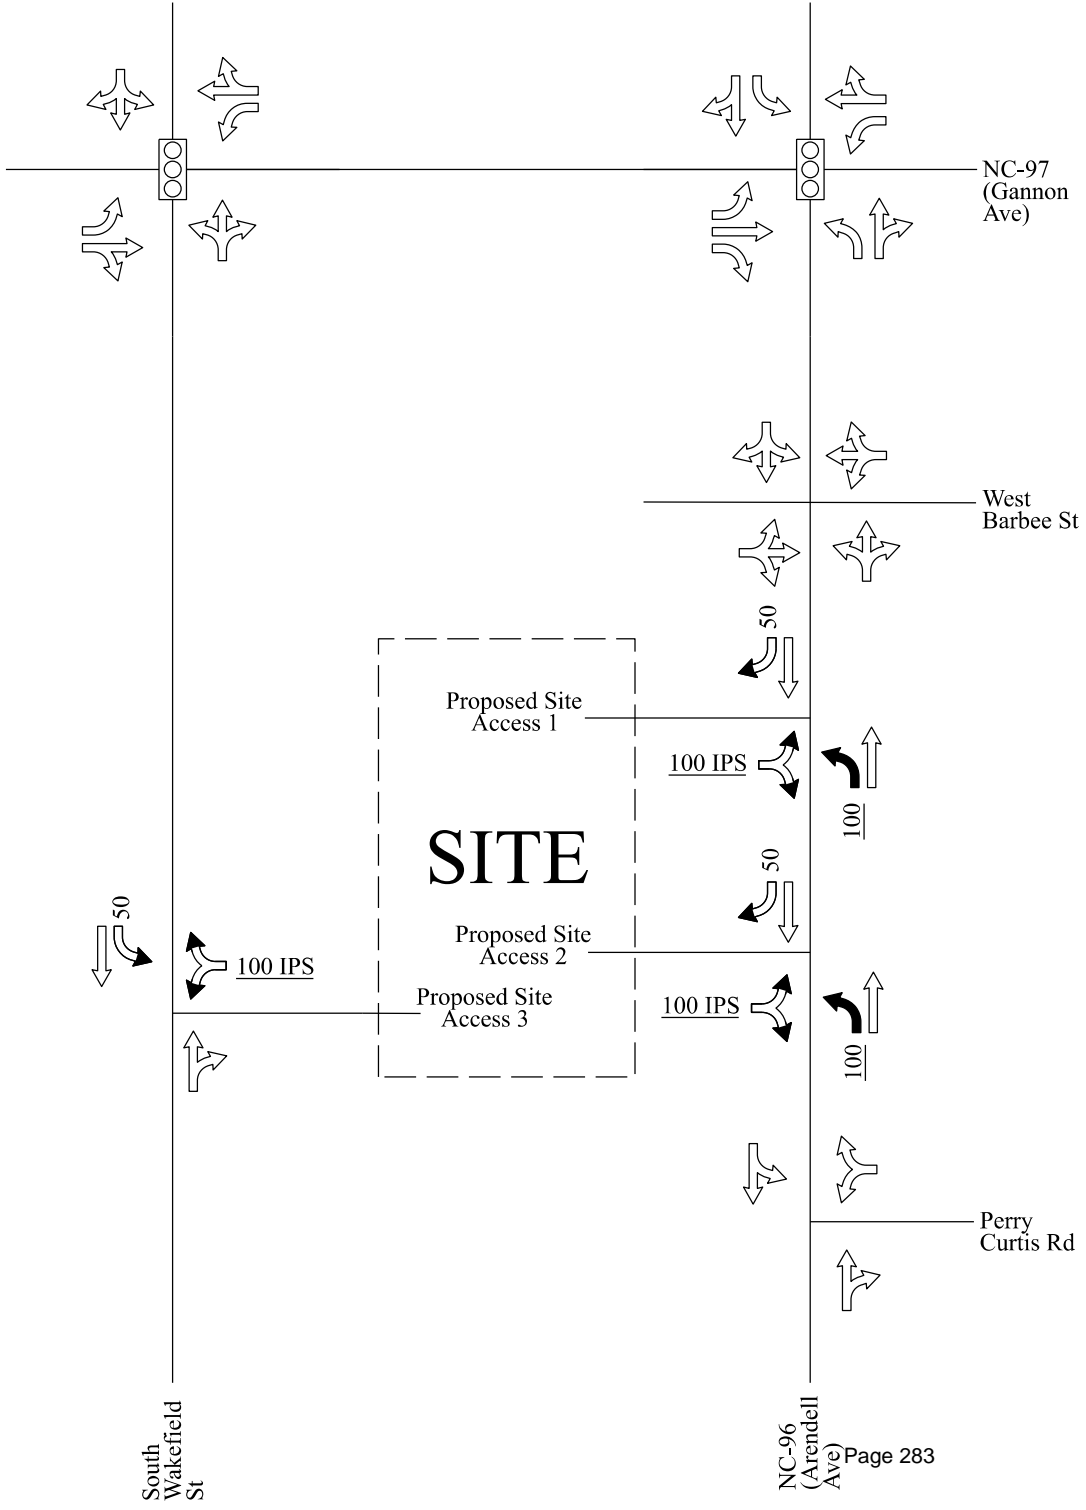 NC-97
(Gannon
Ave)
West
Barbee St
50
Proposed Site
Access 1
100 IPS
100
SITE
50
50
Proposed Site
Access 2
100 IPS
Proposed Site
Access 3
100 IPS
100
Perry
Curtis Rd
South
Wakefield
St
NC-96
(Arendell
Ave)
Page 283